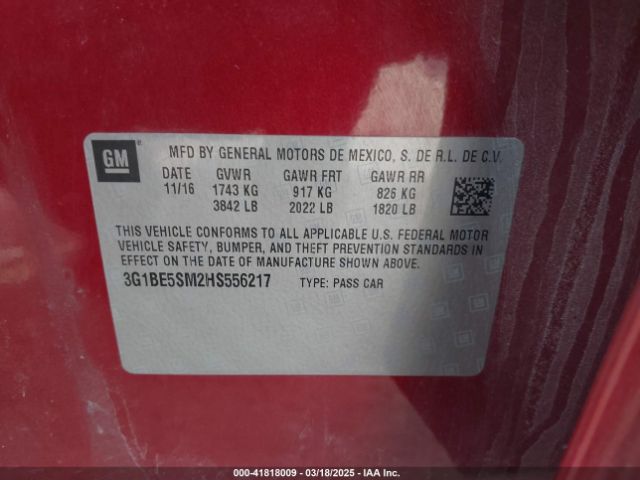 GM
MFD BY GENERAL MOTORS DE MEXICO, S. DE R.L. DE C.V.
DATE GVWR GAWR FRT GAWR RR
11/16 1743 KG 917 KG 826 KG
3842 LB 2022 LB 1820 LB
THIS VEHICLE CONFORMS TO ALL APPLICABLE U.S. FEDERAL MOTOR
VEHICLE SAFETY, BUMPER, AND THEFT PREVENTION STANDARDS IN
EFFECT ON THE DATE OF MANUFACTURE SHOWN ABOVE.
3G1BE5SM2HS556217 TYPE: PASS CAR
000-41818009 — 03/18/2025 — IAA Inc.